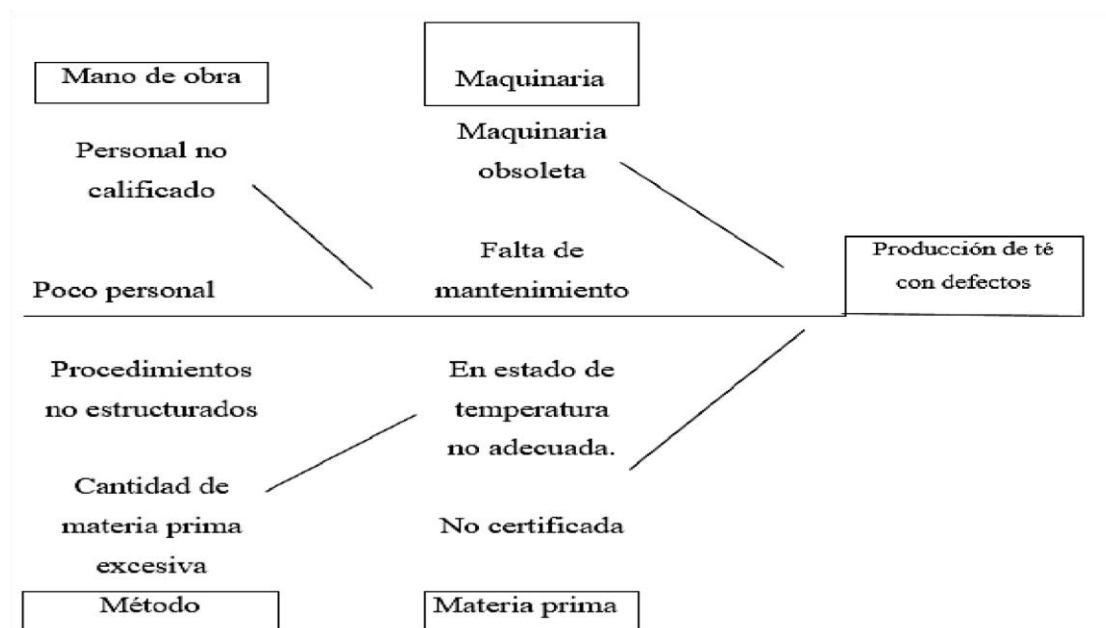 Mano de obra
Maquinaria
Personal no
calificado
Maquinaria
obsoleta
Poco personal
Falta de
mantenimiento
Producción de té
con defectos
Procedimientos
no estructurados
En estado de
temperatura
no adecuada.
Cantidad de
materia prima
excesiva
No certificada
Método
Materia prima